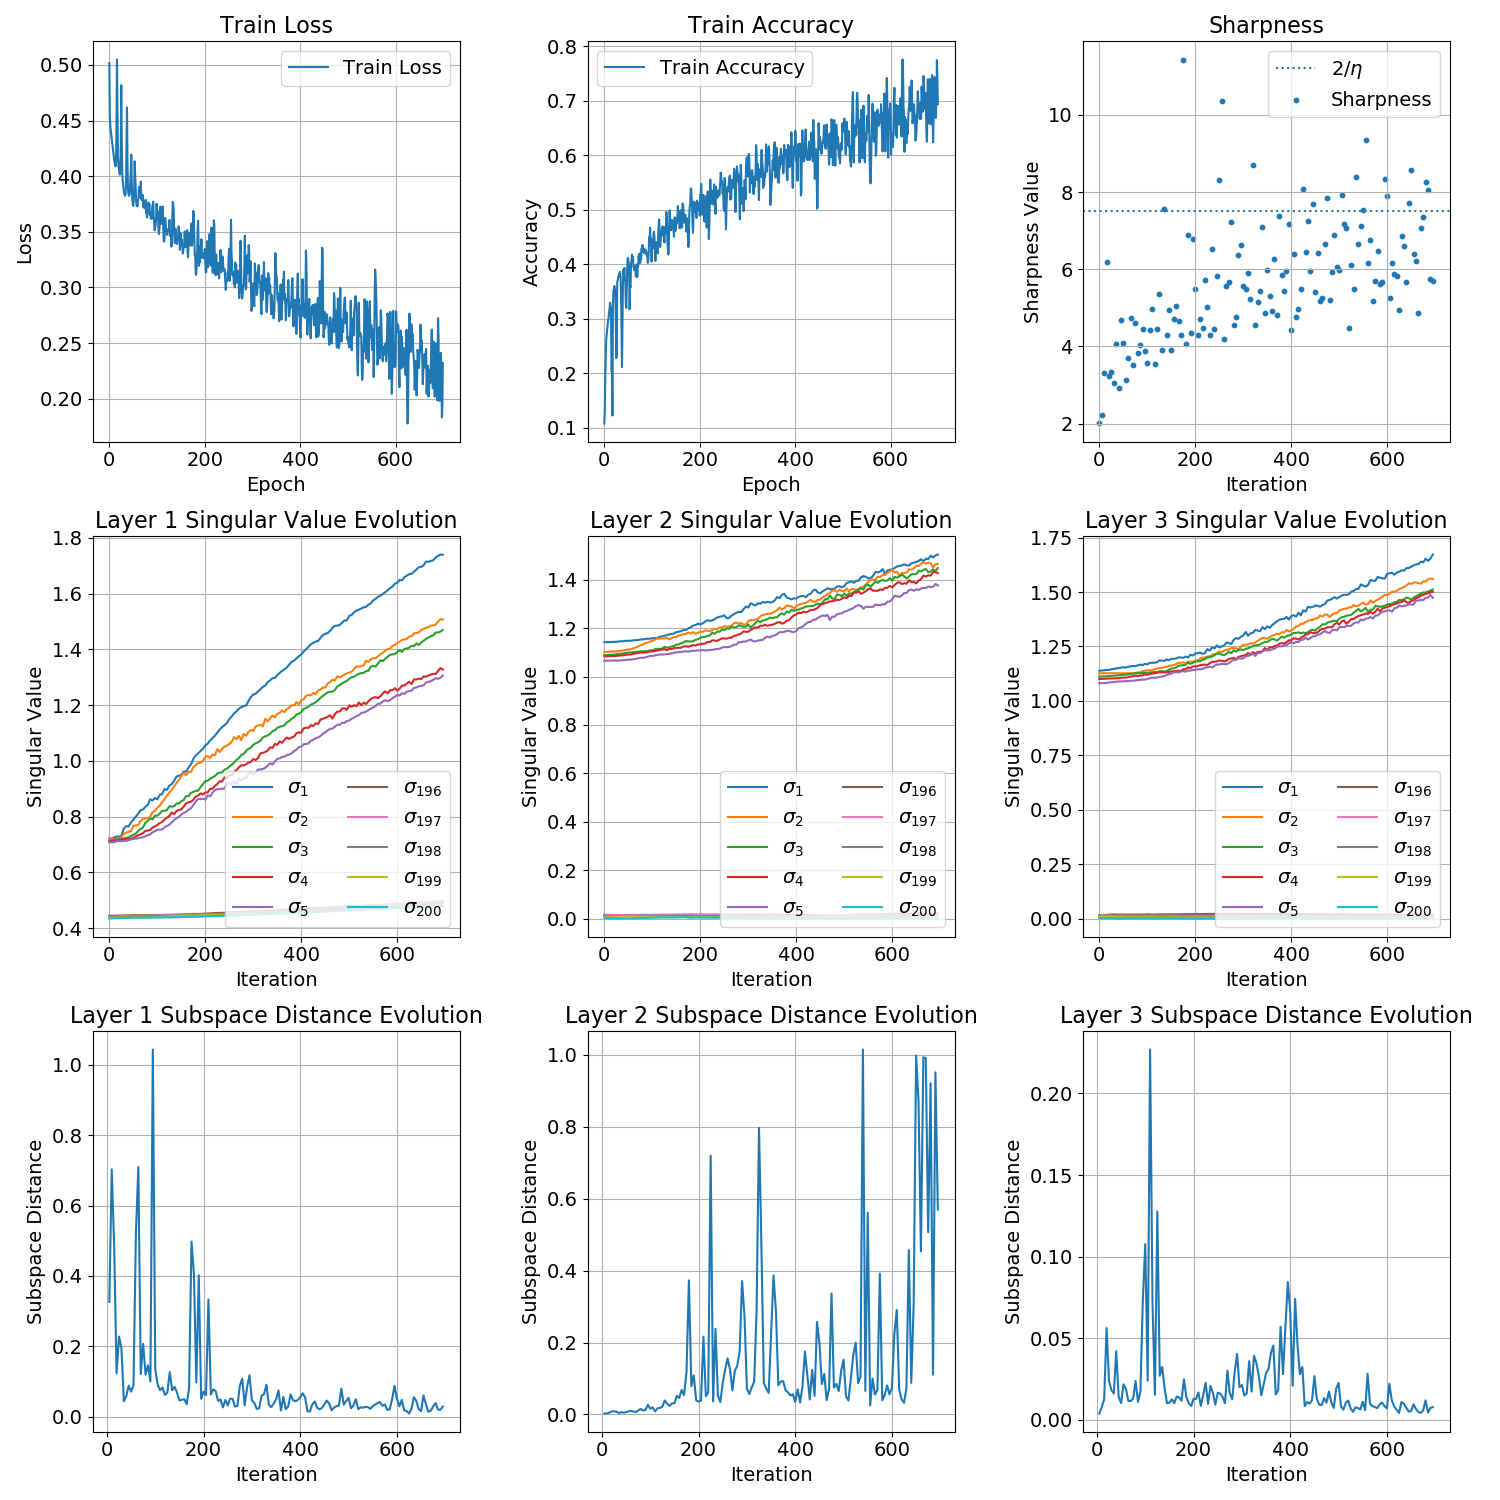 Train Loss
Train Loss
0.50
0.45
0.40
0.35
0.30
0.25
0.20
Loss
0 200 400 600
Epoch
Train Accuracy
Train Accuracy
0.8
0.7
0.6
0.5
0.4
0.3
0.2
0.1
Accuracy
0 200 400 600
Epoch
Sharpness
2/η
Sharpness
10
8
6
4
2
Sharpness Value
0 200 400 600
Iteration
Layer 1 Singular Value Evolution
1.8
1.6
1.4
1.2
1.0
0.8
0.6
0.4
Singular Value
σ1 σ196
σ2 σ197
σ3 σ198
σ4 σ199
σ5 σ200
0 200 400 600
Iteration
Layer 2 Singular Value Evolution
1.4
1.2
1.0
0.8
0.6
0.4
0.2
0.0
Singular Value
σ1 σ196
σ2 σ197
σ3 σ198
σ4 σ199
σ5 σ200
0 200 400 600
Iteration
Layer 3 Singular Value Evolution
1.75
1.50
1.25
1.00
0.75
0.50
0.25
0.00
Singular Value
σ1 σ196
σ2 σ197
σ3 σ198
σ4 σ199
σ5 σ200
0 200 400 600
Iteration
Layer 1 Subspace Distance Evolution
1.0
0.8
0.6
0.4
0.2
0.0
Subspace Distance
0 200 400 600
Iteration
Layer 2 Subspace Distance Evolution
1.0
0.8
0.6
0.4
0.2
0.0
Subspace Distance
0 200 400 600
Iteration
Layer 3 Subspace Distance Evolution
0.20
0.15
0.10
0.05
0.00
Subspace Distance
0 200 400 600
Iteration